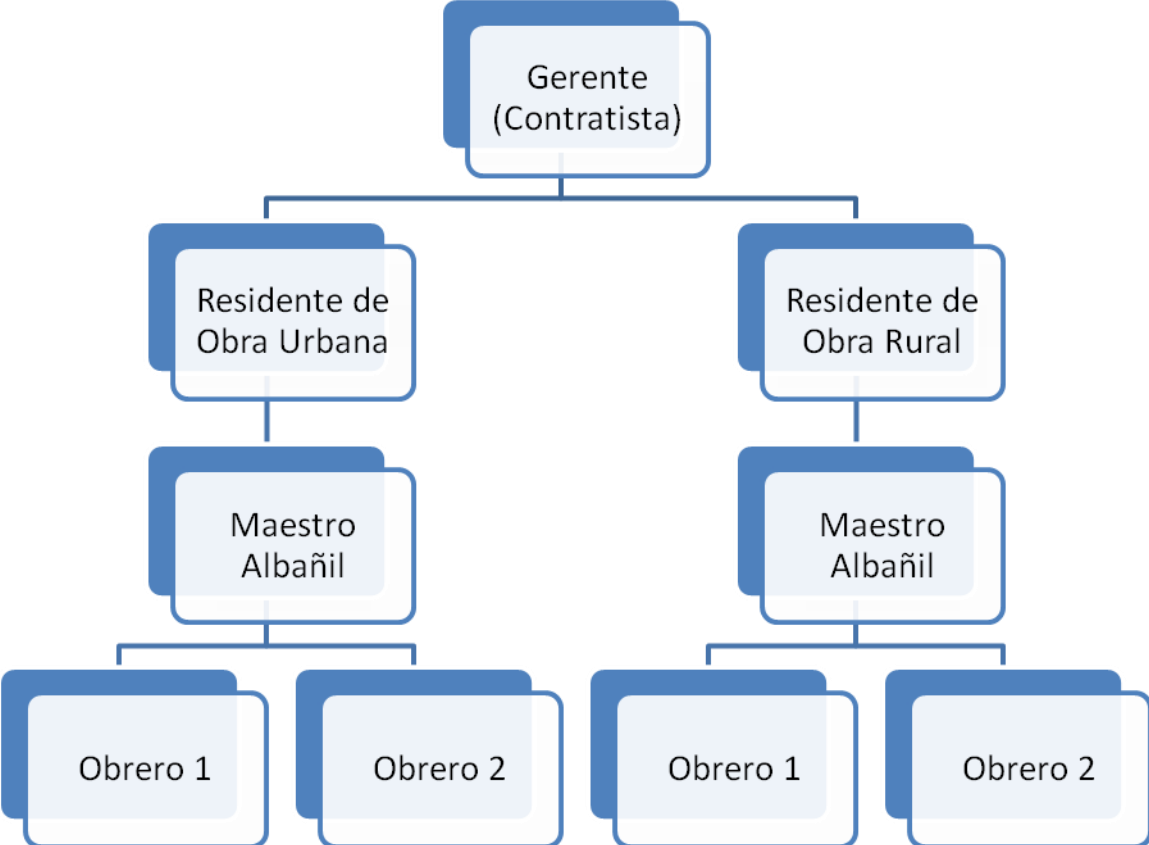 Gerente
(Contratista)
Residente de
Obra Urbana
Residente de
Obra Rural
Maestro
Albañil
Maestro
Albañil
Obrero 1
Obrero 2
Obrero 1
Obrero 2